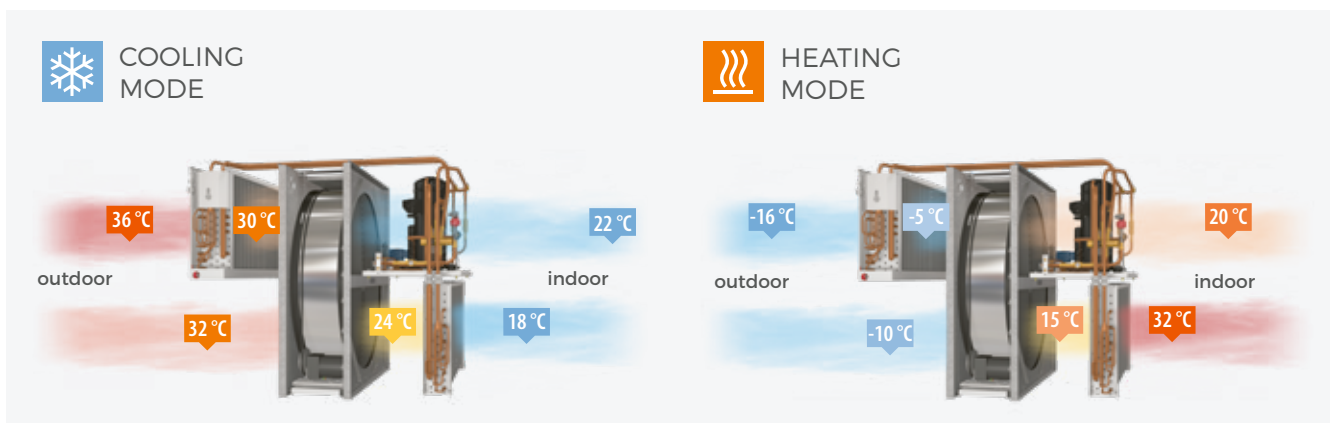 COOLING
MODE
36 °C
30 °C
22 °C
outdoor
indoor
32 °C
24 °C
18 °C
HEATING
MODE
-16 °C
-5 °C
20 °C
outdoor
indoor
-10 °C
15 °C
32 °C